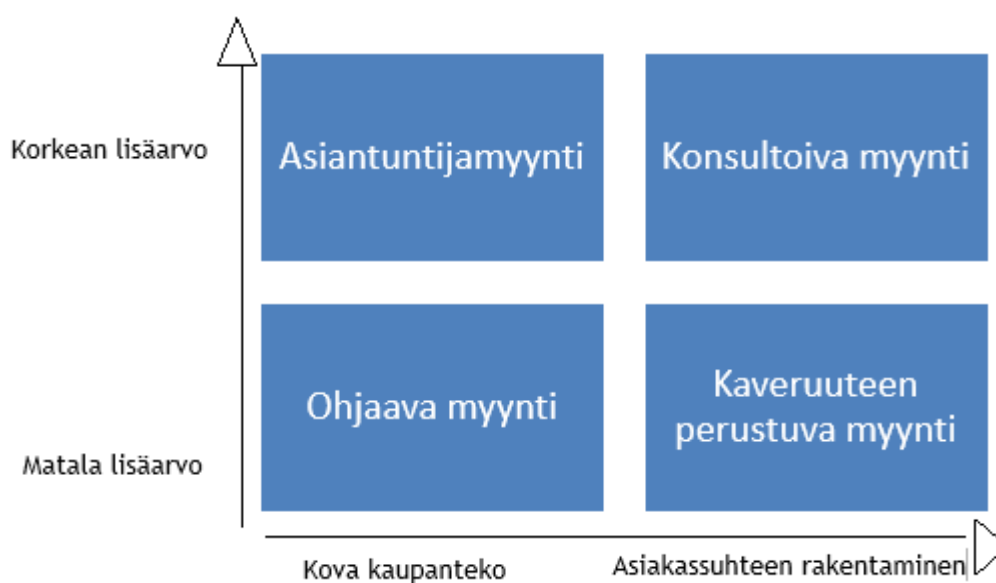 Korkean lisäarvo
Asiantuntijamyynti
Konsultoiva myynti
Matala lisäarvo
Ohjaava myynti
Kaveruuteen
perustuva myynti
Kova kaupanteko
Asiakassuhteen rakentaminen